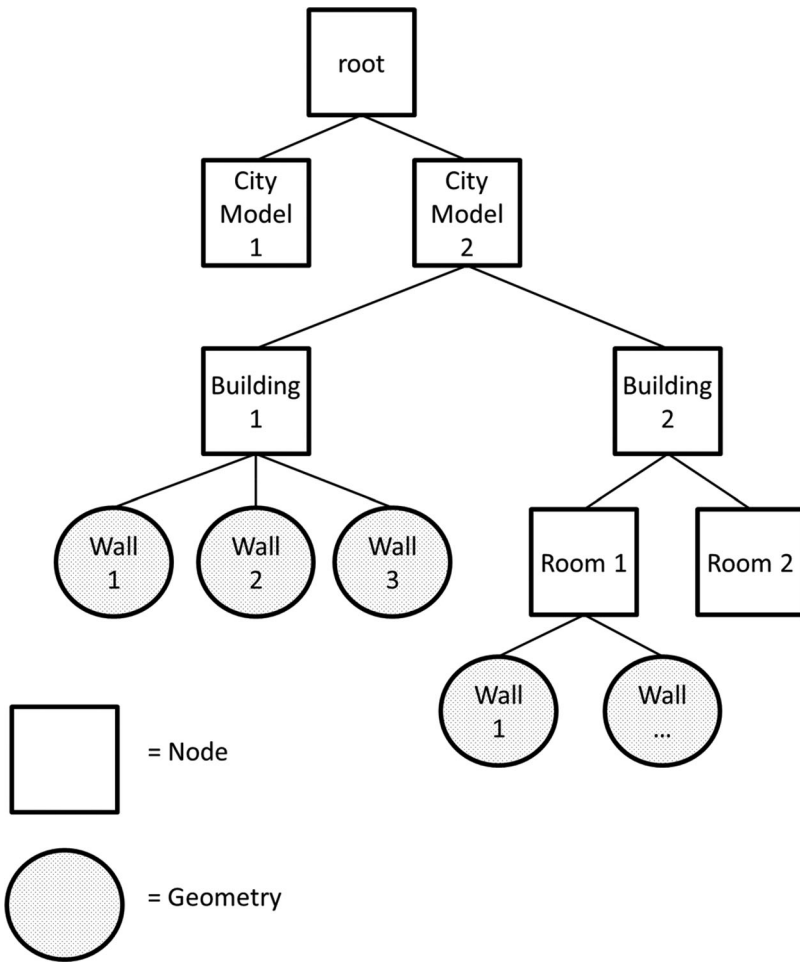 root
City
Model
1
City
Model
2
Building
1
Building
2
Wall
1
Wall
2
Wall
3
Room 1
Room 2
Wall
1
Wall
...
= Node
= Geometry